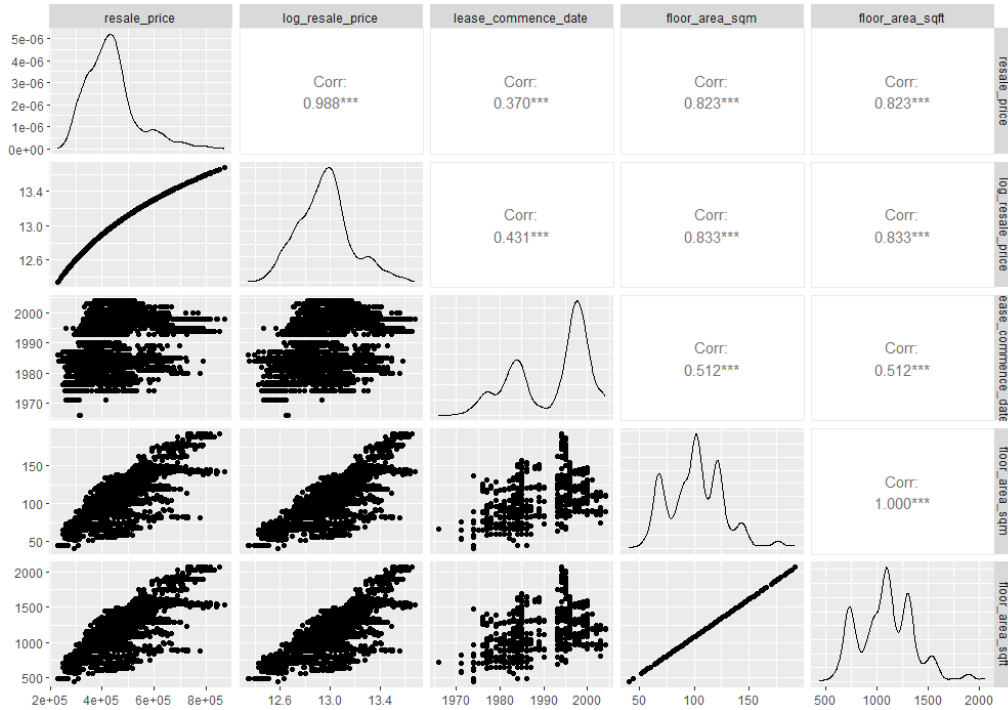 resale_price log_resale_price lease_commence_date floor_area_sqm floor_area_sqft
5e-06
4e-06
3e-06
2e-06
1e-06
0e+00
Corr:
0.988***
Corr:
0.370***
Corr:
0.823***
Corr:
0.823***
resale_price
13.4
13.0
12.6
Corr:
0.431***
Corr:
0.833***
Corr:
0.833***
log_resale_price
2000
1990
1980
1970
Corr:
0.512***
Corr:
0.512***
ease_commence_date
150
100
50
Corr:
1.000***
floor_area_sqm
2000
1500
1000
500
floor_area_sqft
2e+05 4e+05 6e+05 8e+05
12.6 13.0 13.4
1970 1980 1990 2000
50 100 150
500 1000 1500 2000